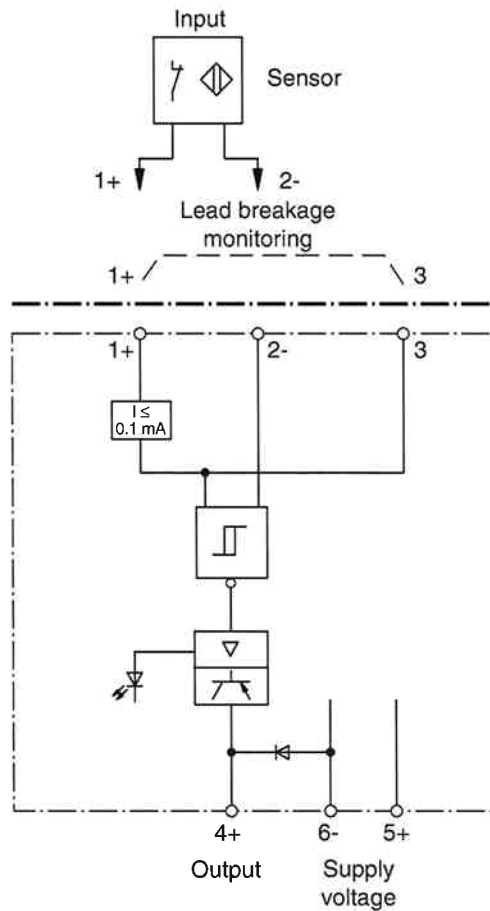 Input
Sensor
1+ 2-
Lead breakage
monitoring
1+ 3
1+ 2- 3
I ≤
0.1 mA
4+ 6- 5+
Output Supply
voltage